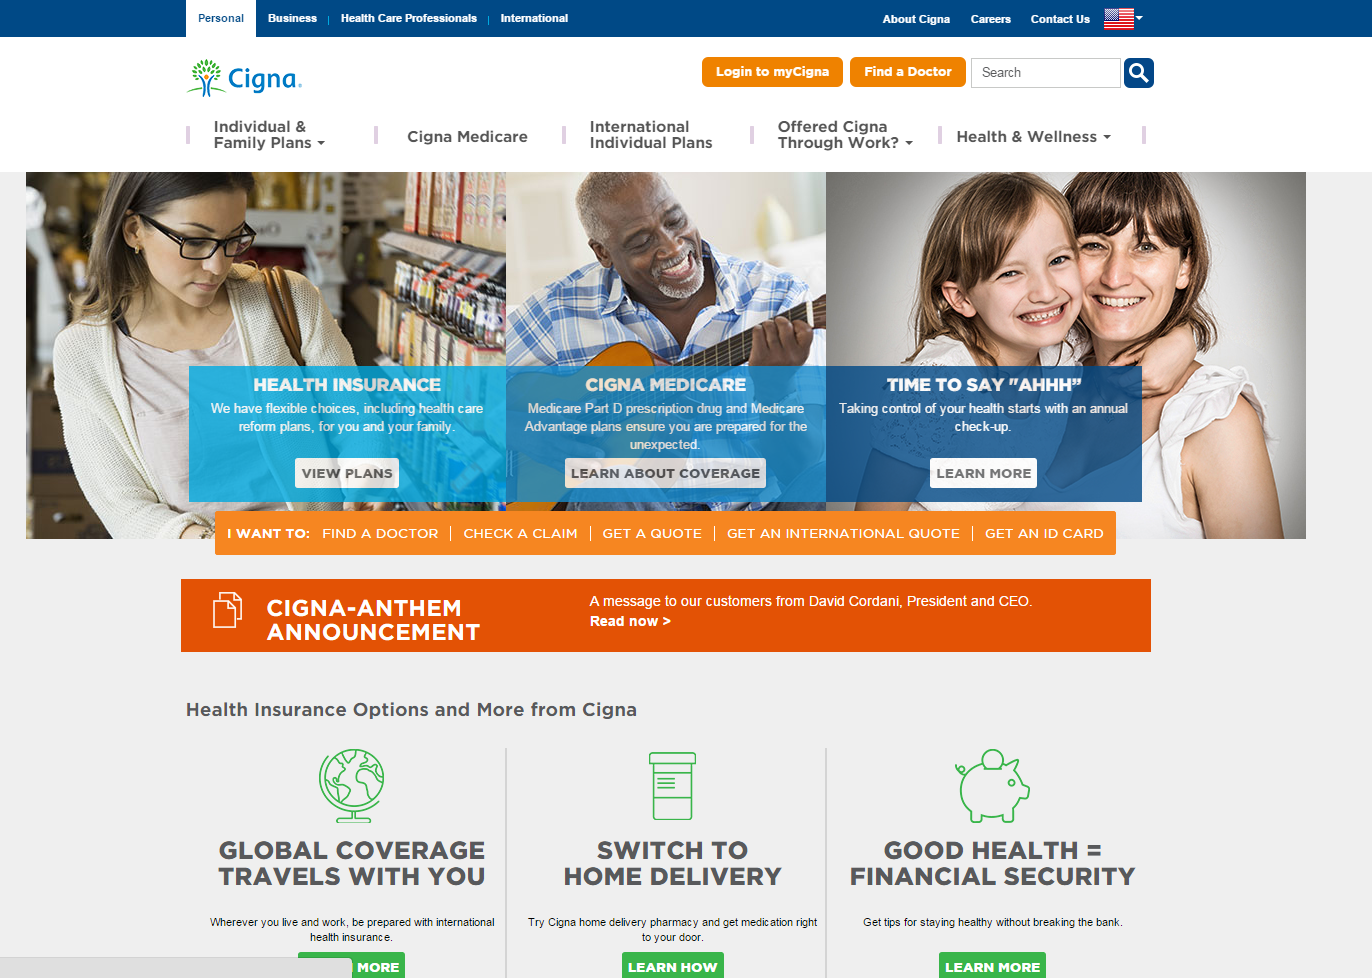 Personal
Business
Health Care Professionals
International
About Cigna
Careers
Contact Us
Cigna.
Login to myCigna
Find a Doctor
Search
Individual &
Family Plans
Cigna Medicare
International
Individual Plans
Offered Cigna
Through Work?
Health & Wellness
HEALTH INSURANCE
We have flexible choices, including health care
reform plans, for you and your family.
VIEW PLANS
CIGNA MEDICARE
Medicare Part D prescription drug and Medicare
Advantage plans ensure you are prepared for the
unexpected.
LEARN ABOUT COVERAGE
TIME TO SAY "AHHH”
Taking control of your health starts with an annual
check-up.
LEARN MORE
I WANT TO: FIND A DOCTOR
CHECK A CLAIM
GET A QUOTE
GET AN INTERNATIONAL QUOTE
GET AN ID CARD
CIGNA-ANTHEM
ANNOUNCEMENT
A message to our customers from David Cordani, President and CEO.
Read now >
Health Insurance Options and More from Cigna
GLOBAL COVERAGE
TRAVELS WITH YOU
Wherever you live and work, be prepared with international
health insurance.
MORE
SWITCH TO
HOME DELIVERY
Try Cigna home delivery pharmacy and get medication right
to your door.
LEARN HOW
GOOD HEALTH =
FINANCIAL SECURITY
Get tips for staying healthy without breaking the bank.
LEARN MORE